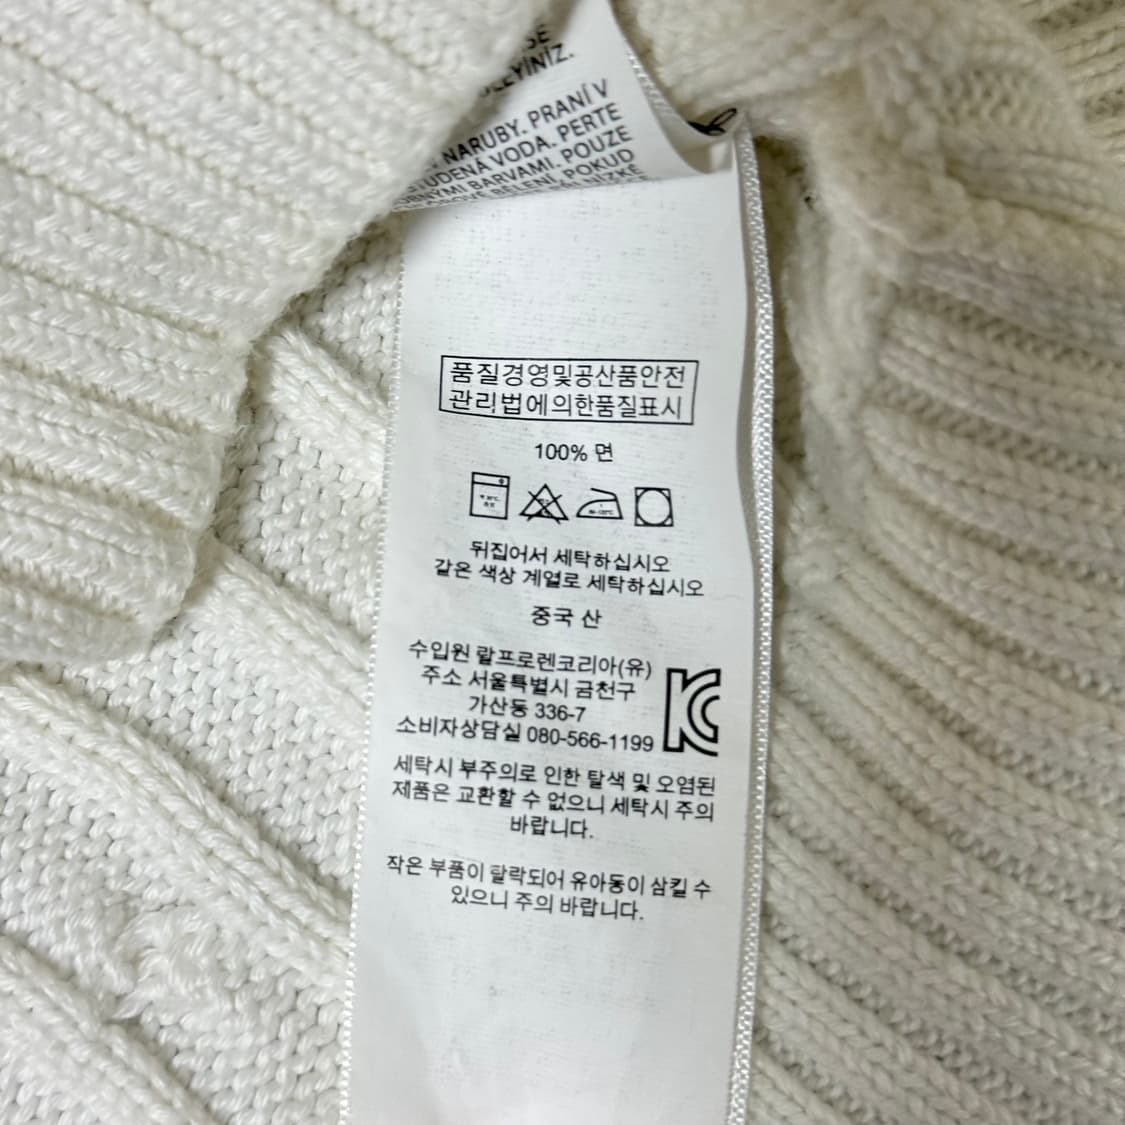 NARUBY. PRANÍ V
VODA. PERTE
BARVAMI. POUZE
BĚLENÍ, POKUD
품질경영및공산품안전
관리법에의한품질표시
100% 면
뒤집어서 세탁하십시오
같은 색상 계열로 세탁하십시오
중국 산
수입원 랄프로렌코리아(유)
주소 서울특별시 금천구
가산동 336-7
소비자상담실 080-566-1199
KC
세탁시 부주의로 인한 탈색 및 오염된
제품은 교환할 수 없으니 세탁시 주의
바랍니다.
작은 부품이 탈락되어 유아동이 삼킬 수
있으니 주의 바랍니다.